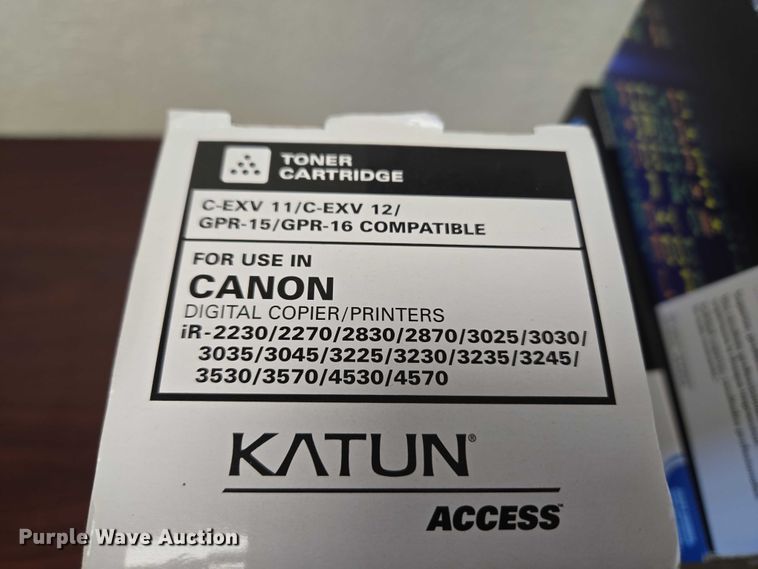 TONER
CARTRIDGE
C-EXV 11/C-EXV 12/
GPR-15/GPR-16 COMPATIBLE
FOR USE IN
CANON
DIGITAL COPIER/PRINTERS
iR-2230/2270/2830/2870/3025/3030/
3035/3045/3225/3230/3235/3245/
3530/3570/4530/4570
KATUN®
ACCESS™
Purple Wave Auction